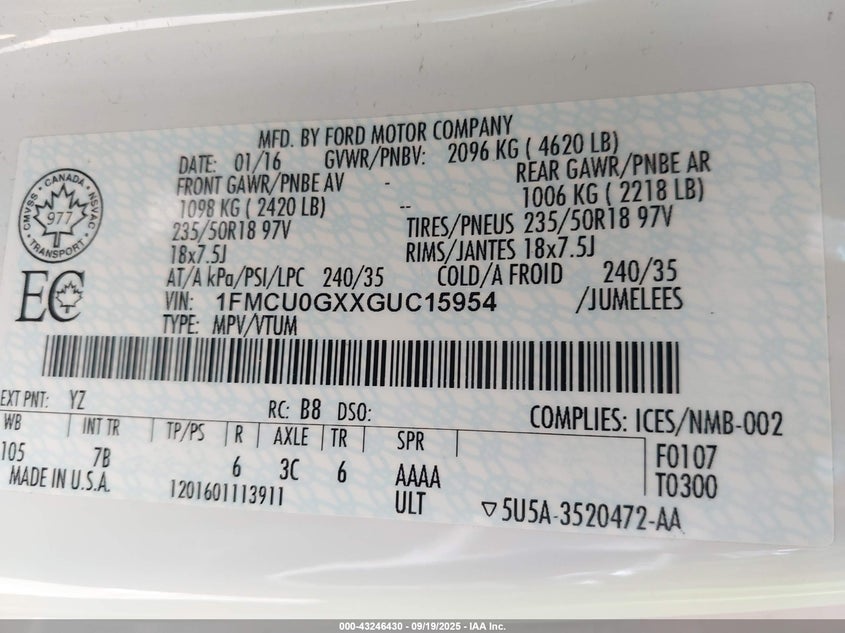 MFD. BY FORD MOTOR COMPANY
DATE: 01/16 GVWR/PNBV: 2096 KG ( 4620 LB)
FRONT GAWR/PNBE AV - REAR GAWR/PNBE AR
1098 KG ( 2420 LB) -- 1006 KG ( 2218 LB)
235/50R18 97V TIRES/PNEUS 235/50R18 97V
18x7.5J RIMS/JANTES 18x7.5J
AT/A kPa/PSI/LPC 240/35 COLD/A FROID 240/35
VIN: 1FMCU0GXXGUC15954 /JUMELEES
TYPE: MPV/VTUM
CANADA
CMVSS • NSVAC
977
TRANSPORT
EC
EXT PNT: YZ RC: B8 DSO: COMPLIES: ICES/NMB-002
WB INT TR TP/PS R AXLE TR SPR F0107
105 7B 6 3C 6 AAAA T0300
MADE IN U.S.A. 1201601113911 ULT ▽5U5A-3520472-AA
000-43246430 - 09/19/2025 - IAA Inc.